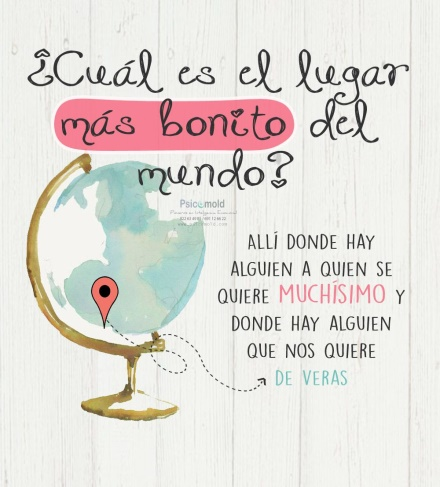 ¿Cuál es el lugar
más bonito del
mundo?
Psicomold
ALLÍ DONDE HAY
ALGUIEN A QUIEN SE
QUIERE MUCHÍSIMO Y
DONDE HAY ALGUIEN
QUE NOS QUIERE
DE VERAS